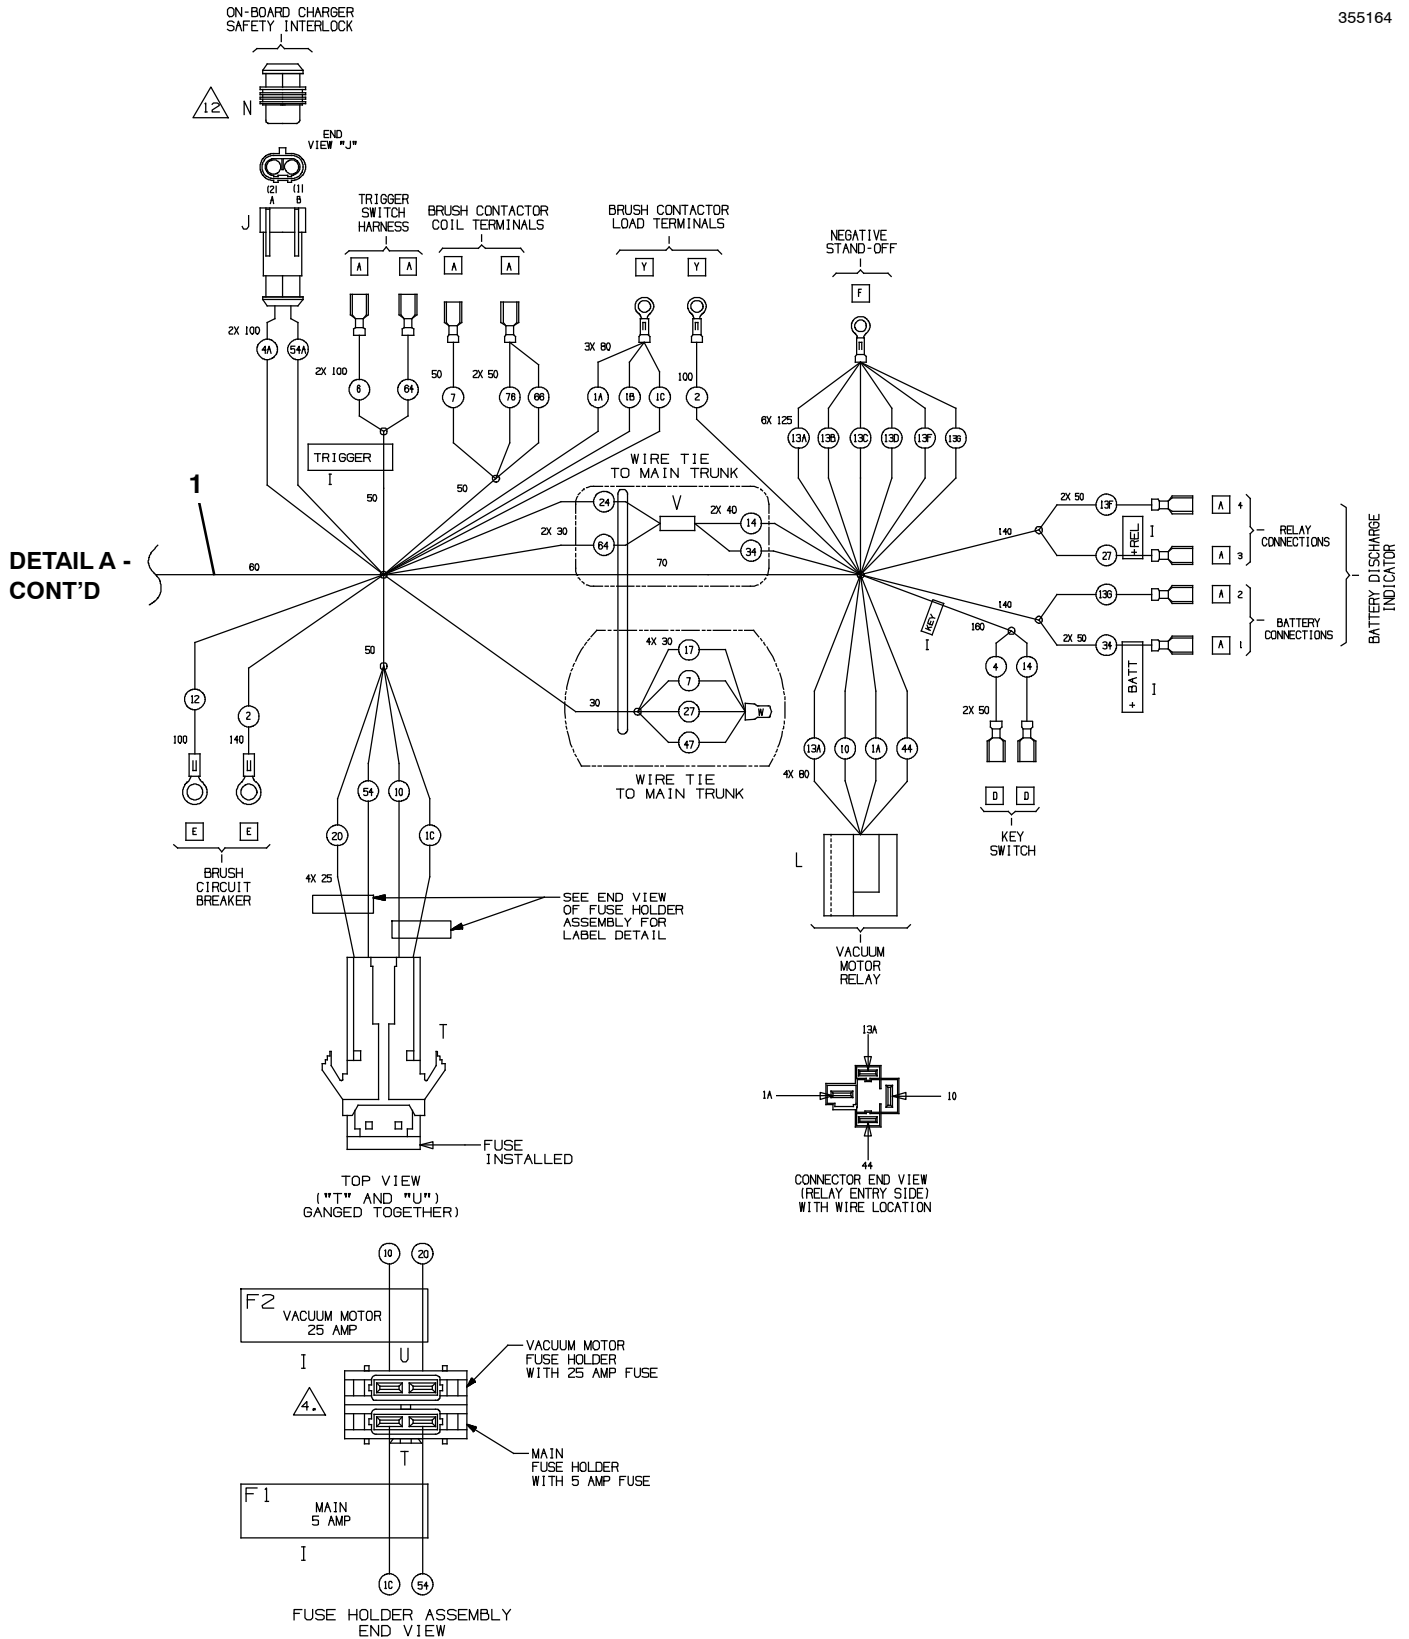 355164
ON-BOARD CHARGER
SAFETY INTERLOCK
12
N
END
VIEW "J"
(2) (1)
A B
J
TRIGGER
SWITCH
HARNESS
BRUSH CONTACTOR
COIL TERMINALS
BRUSH CONTACTOR
LOAD TERMINALS
NEGATIVE
STAND-OFF
A A A A Y Y
F
2X 100
4A 54A
2X 100
6 64
50
7
2X 50
76 66
3X 80
1A 1B 1C
100
2
6X 125
13A 13B 13C 13D 13F 13G
TRIGGER
I
50
50
WIRE TIE
TO MAIN TRUNK
24
V
2X 40
14
2X 30
64
34
70
1
DETAIL A -
CONT'D
60
140
2X 50
13F
A 4
+REL
I
27
A 3
RELAY
CONNECTIONS
140
13G
A 2
2X 50
34
A 1
+ BATT
I
BATTERY
CONNECTIONS
BATTERY DISCHARGE
INDICATOR
KEY
I
160
4 14
2X 50
D D
KEY
SWITCH
50
12
2
100
140
E E
BRUSH
CIRCUIT
BREAKER
30
4X 30
17
7
27
47
W
WIRE TIE
TO MAIN TRUNK
13A 10 1A 44
4X 80
L
VACUUM
MOTOR
RELAY
54 10
20 1C
4X 25
SEE END VIEW
OF FUSE HOLDER
ASSEMBLY FOR
LABEL DETAIL
T
FUSE
INSTALLED
TOP VIEW
("T" AND "U")
GANGED TOGETHER)
13A
1A
10
44
CONNECTOR END VIEW
(RELAY ENTRY SIDE)
WITH WIRE LOCATION
10 20
F2
VACUUM MOTOR
25 AMP
I
U
VACUUM MOTOR
FUSE HOLDER
WITH 25 AMP FUSE
4.
T
MAIN
FUSE HOLDER
WITH 5 AMP FUSE
F1
MAIN
5 AMP
I
1C 54
FUSE HOLDER ASSEMBLY
END VIEW